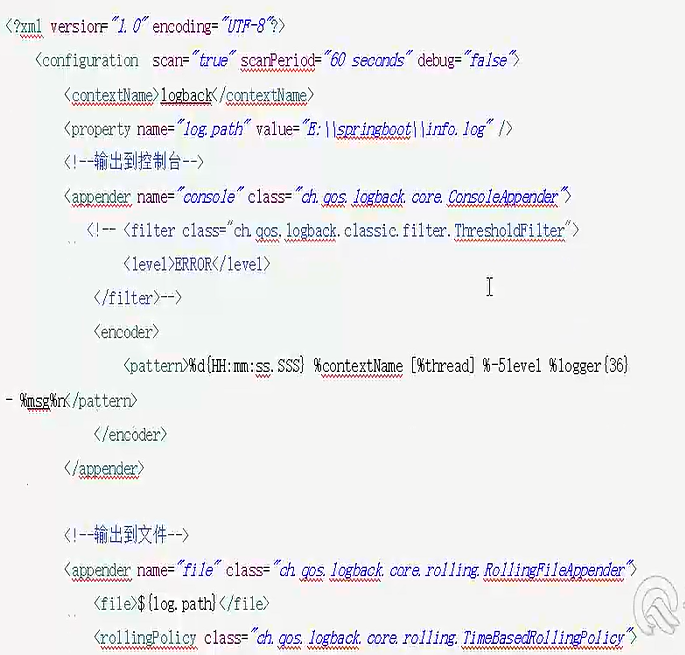 <?xml version="1.0" encoding="UTF-8"?>
<configuration scan="true" scanPeriod="60 seconds" debug="false">
<contextName>logback</contextName>
<property name="log.path" value="E:\\springboot\\info.log" />
<!--输出到控制台-->
<appender name="console" class="ch.qos.logback.core.ConsoleAppender">
<!-- <filter class="ch.qos.logback.classic.filter.ThresholdFilter">
<level>ERROR</level>
</filter>-->
<encoder>
<pattern>%d{HH:mm:ss.SSS} %contextName [%thread] %-5level %logger{36}
- %msg%n</pattern>
</encoder>
</appender>
<!--输出到文件-->
<appender name="file" class="ch.qos.logback.core.rolling.RollingFileAppender">
<file>${log.path}</file>
<rollingPolicy class="ch.qos.logback.core.rolling.TimeBasedRollingPolicy">